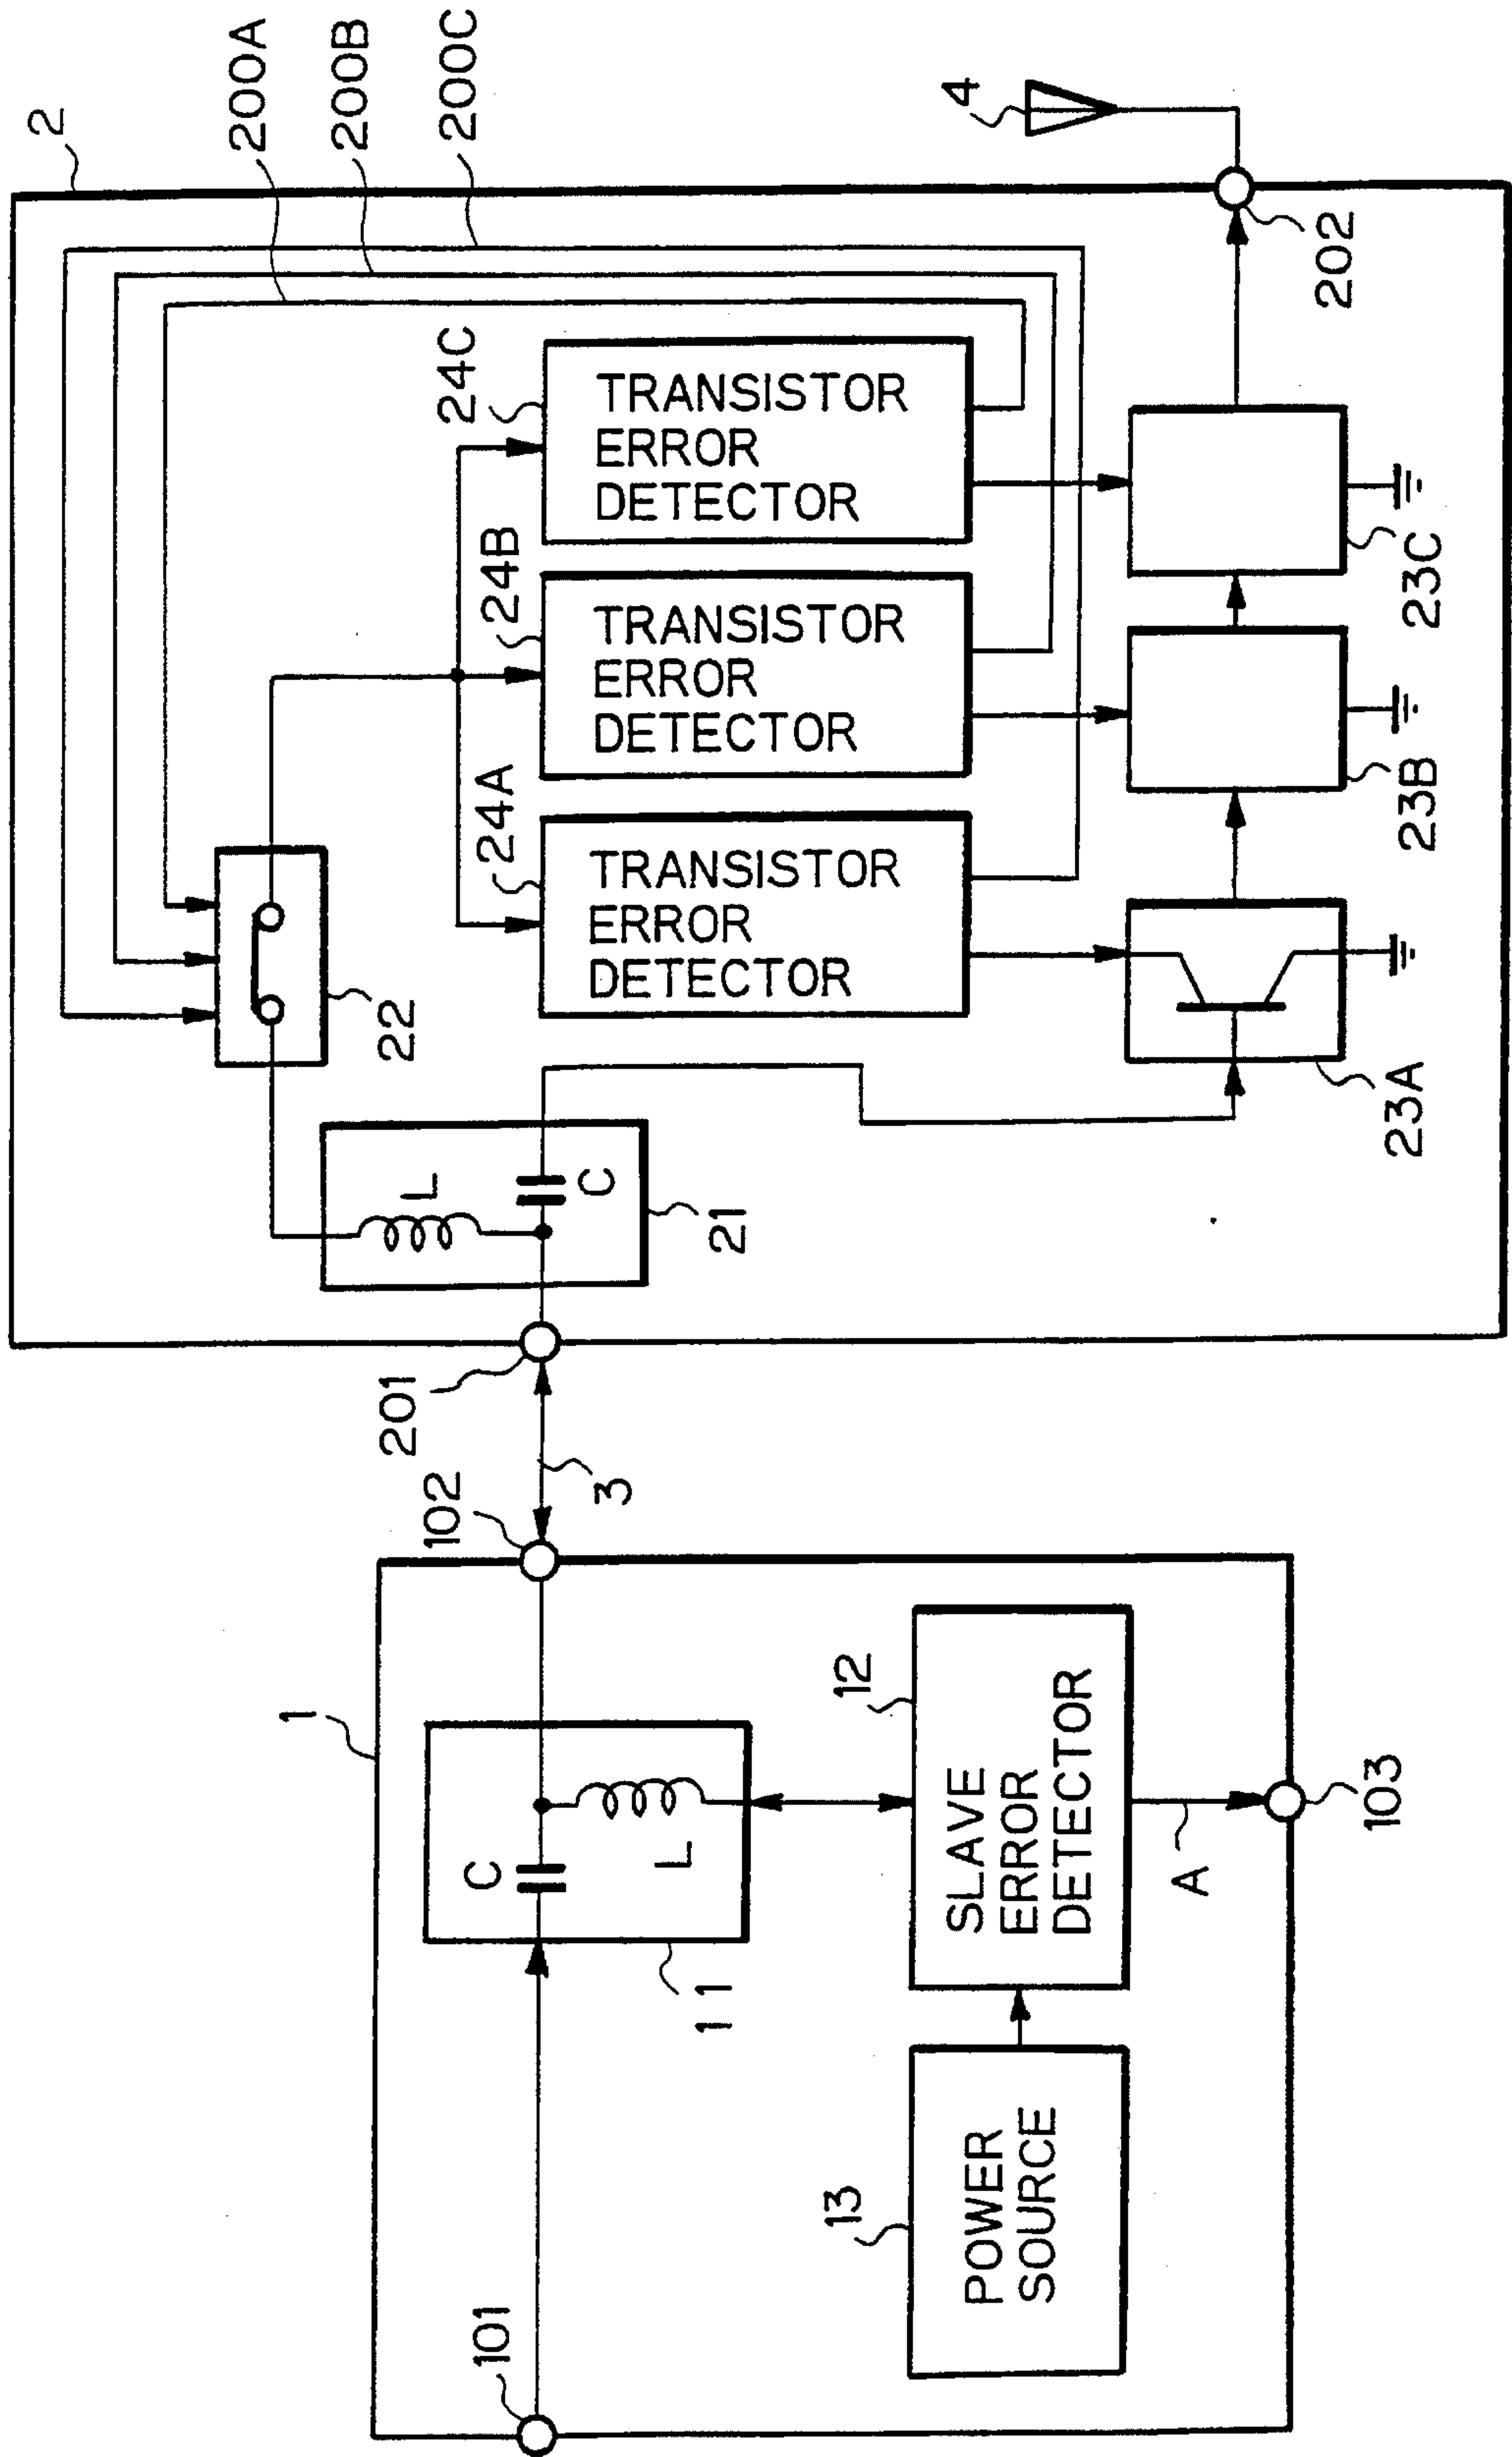 2
200A
200B
200C
4
24C
TRANSISTOR
ERROR
DETECTOR
24B
TRANSISTOR
ERROR
DETECTOR
24A
TRANSISTOR
ERROR
DETECTOR
22
L
C
21
23A
23B
23C
202
201
3
102
1
C
L
11
12
SLAVE
ERROR
DETECTOR
A
103
13
POWER
SOURCE
101